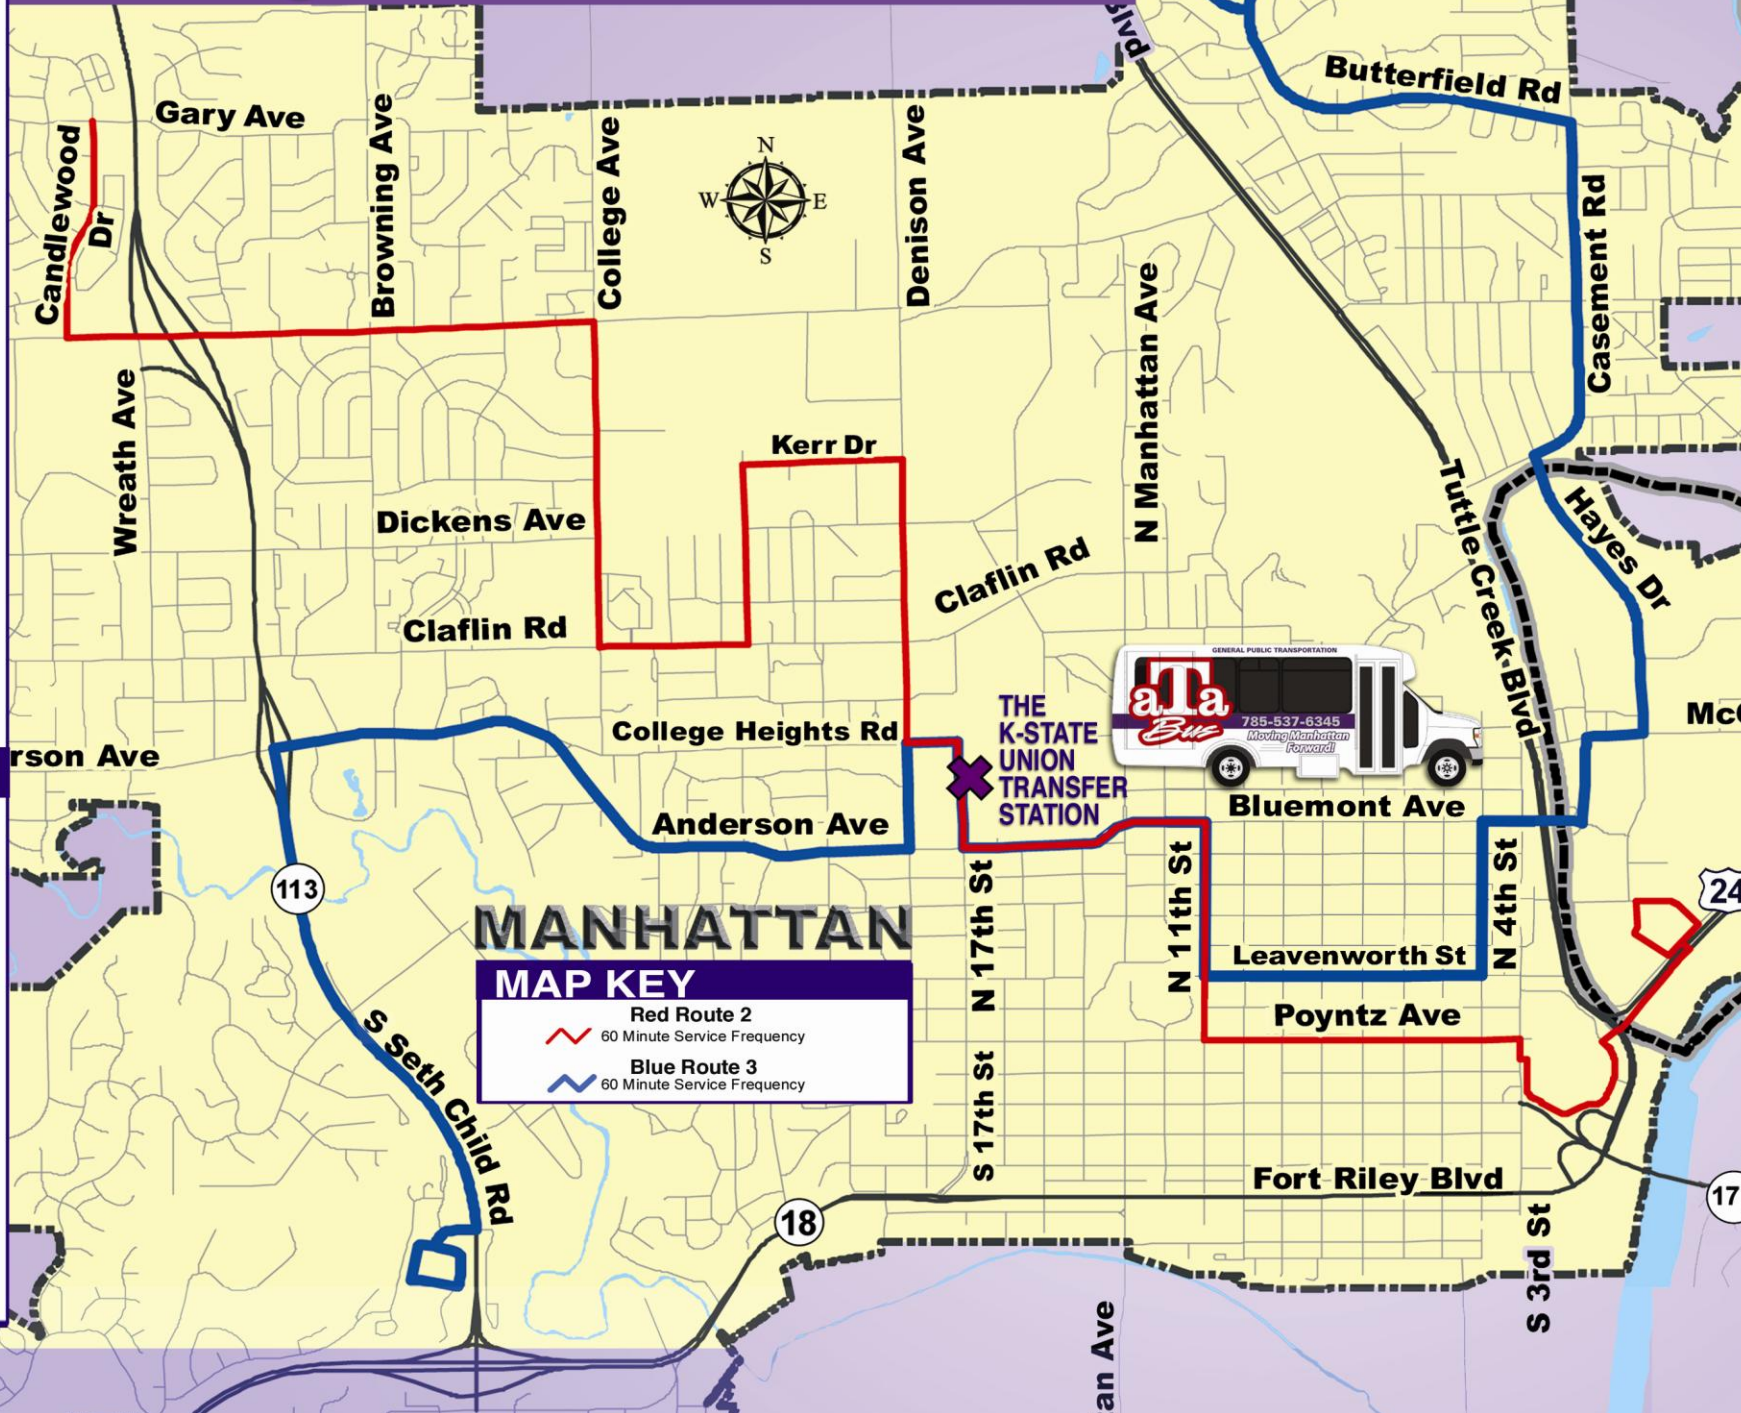 Blvd
Butterfield Rd
Gary Ave
Candlewood
Dr
Browning Ave
College Ave
N
W
E
S
Denison Ave
Casement Rd
N Manhattan Ave
Wreath Ave
Kerr Dr
Dickens Ave
Claflin Rd
Claflin Rd
Tuttle Creek Blvd
Hayes Dr
GENERAL PUBLIC TRANSPORTATION
aTa
Bus
785-537-6345
Moving Manhattan
Forward!
THE
K-STATE
UNION
TRANSFER
STATION
College Heights Rd
rson Ave
McC
Anderson Ave
Bluemont Ave
113
N 11th St
N 4th St
24
N 17th St
Leavenworth St
Poyntz Ave
MANHATTAN
MAP KEY
Red Route 2
60 Minute Service Frequency
Blue Route 3
60 Minute Service Frequency
S Seth Child Rd
S 17th St
Fort Riley Blvd
18
17
S 3rd St
an Ave